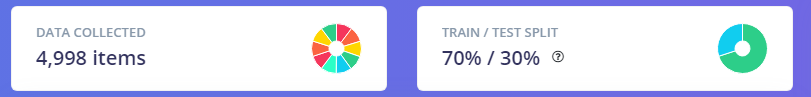 DATA COLLECTED
4,998 items
TRAIN / TEST SPLIT
70% / 30% ?